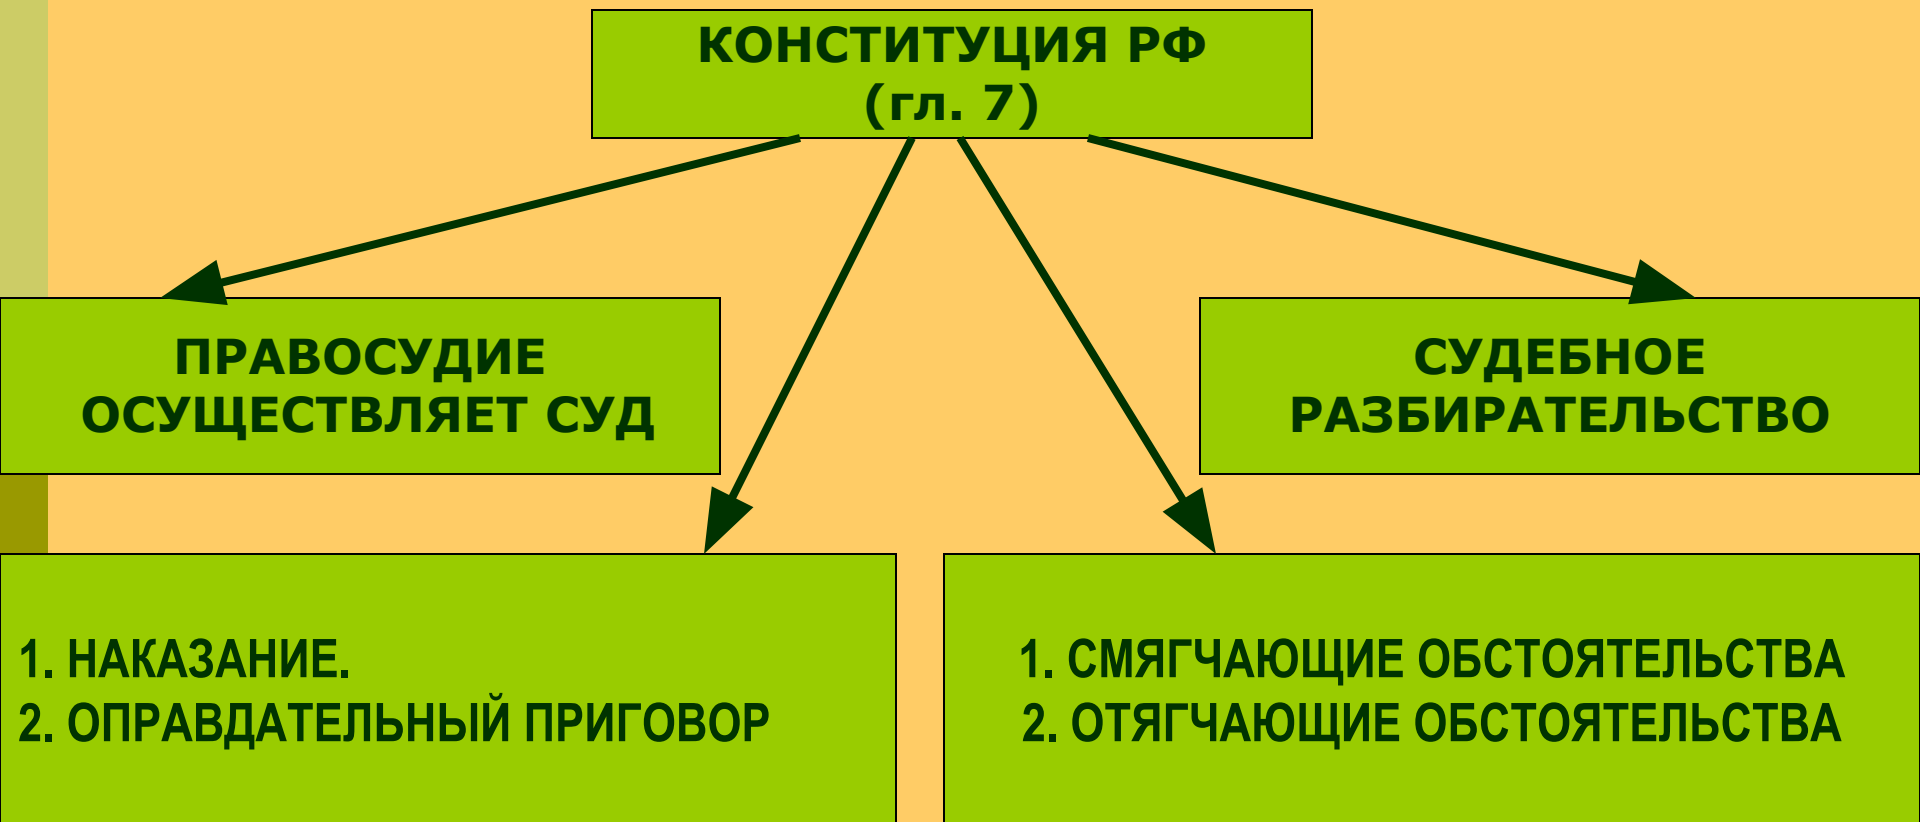 КОНСТИТУЦИЯ РФ
(гл. 7)
ПРАВОСУДИЕ
ОСУЩЕСТВЛЯЕТ СУД
СУДЕБНОЕ
РАЗБИРАТЕЛЬСТВО
1. НАКАЗАНИЕ.
2. ОПРАВДАТЕЛЬНЫЙ ПРИГОВОР
1. СМЯГЧАЮЩИЕ ОБСТОЯТЕЛЬСТВА
2. ОТЯГЧАЮЩИЕ ОБСТОЯТЕЛЬСТВА